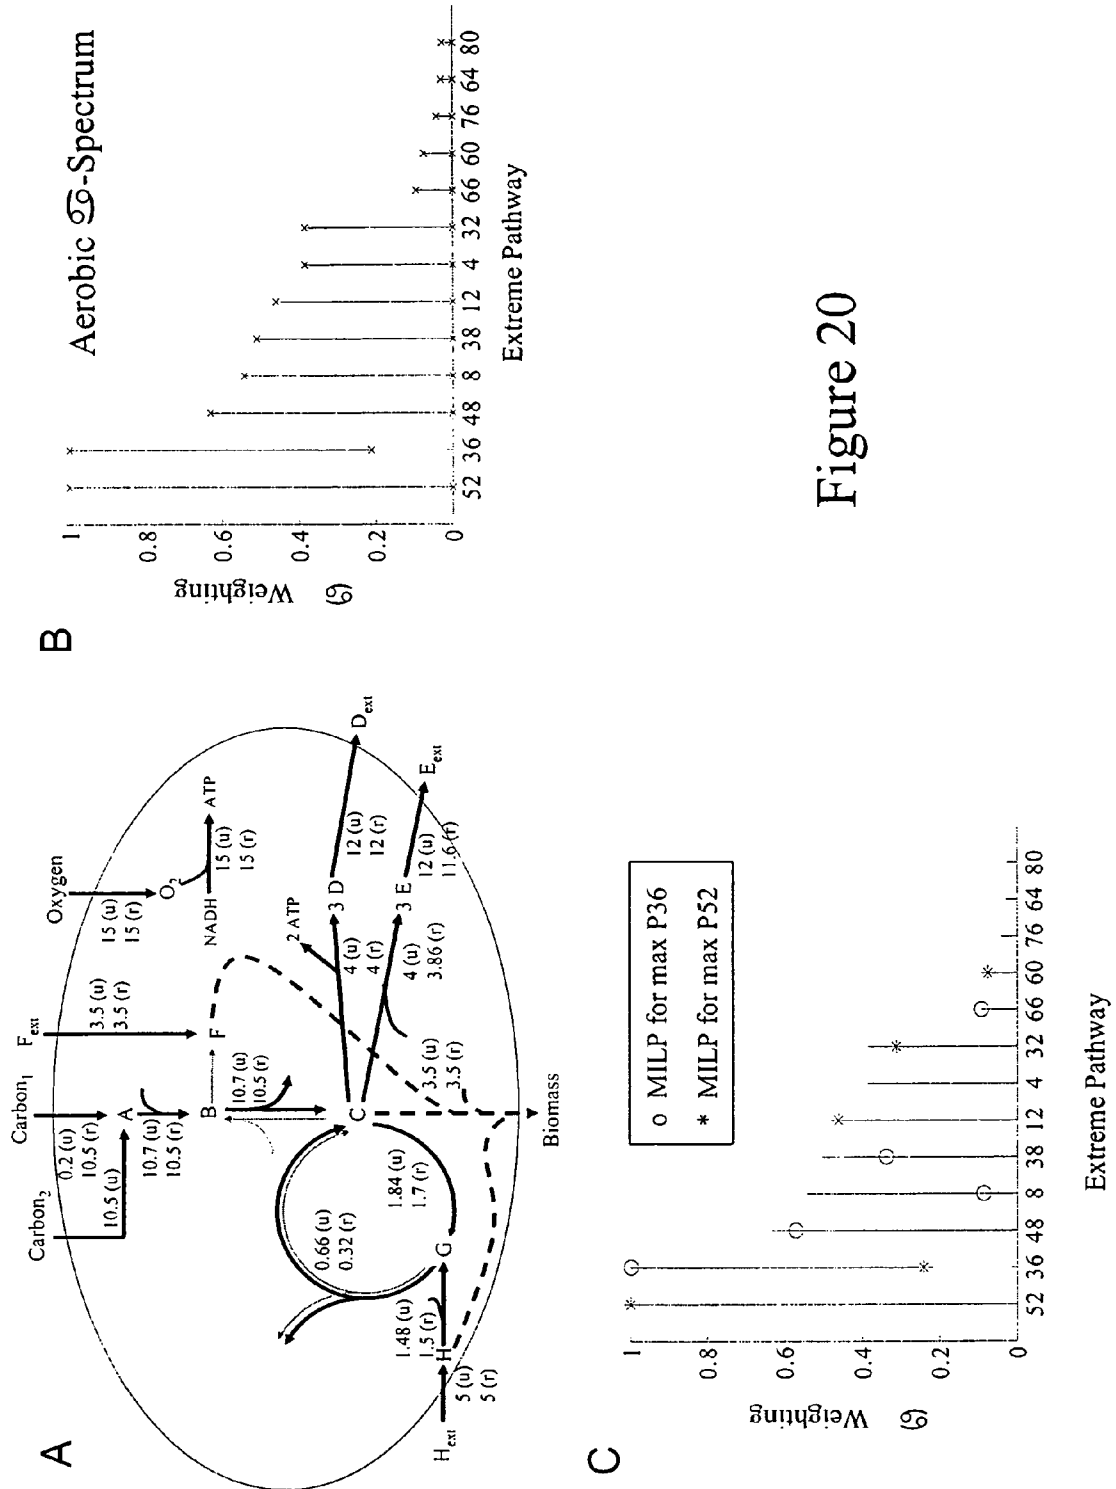 A
Carbon₂
Carbon₁
F_ext
Oxygen
0.2 (u)
10.5 (r)
10.5 (u)
3.5 (u)
3.5 (r)
15 (u)
15 (r)
A
O₂
10.7 (u)
10.5 (r)
B
F
NADH
ATP
15 (u)
15 (r)
10.7 (u)
10.5 (r)
2 ATP
C
3 D
D_ext
4 (u)
4 (r)
12 (u)
12 (r)
4 (u)
3.86 (r)
3 E
E_ext
12 (u)
11.6 (r)
0.66 (u)
0.32 (r)
1.84 (u)
1.7 (r)
3.5 (u)
3.5 (r)
G
1.48 (u)
1.5 (r)
H
H_ext
5 (u)
5 (r)
Biomass
B
Aerobic ♋-Spectrum
♋ Weighting
1
0.8
0.6
0.4
0.2
0
52 36 48 8 38 12 4 32 66 60 76 64 80
Extreme Pathway
C
o MILP for max P36
* MILP for max P52
♋ Weighting
1
0.8
0.6
0.4
0.2
0
52 36 48 8 38 12 4 32 66 60 76 64 80
Extreme Pathway
Figure 20